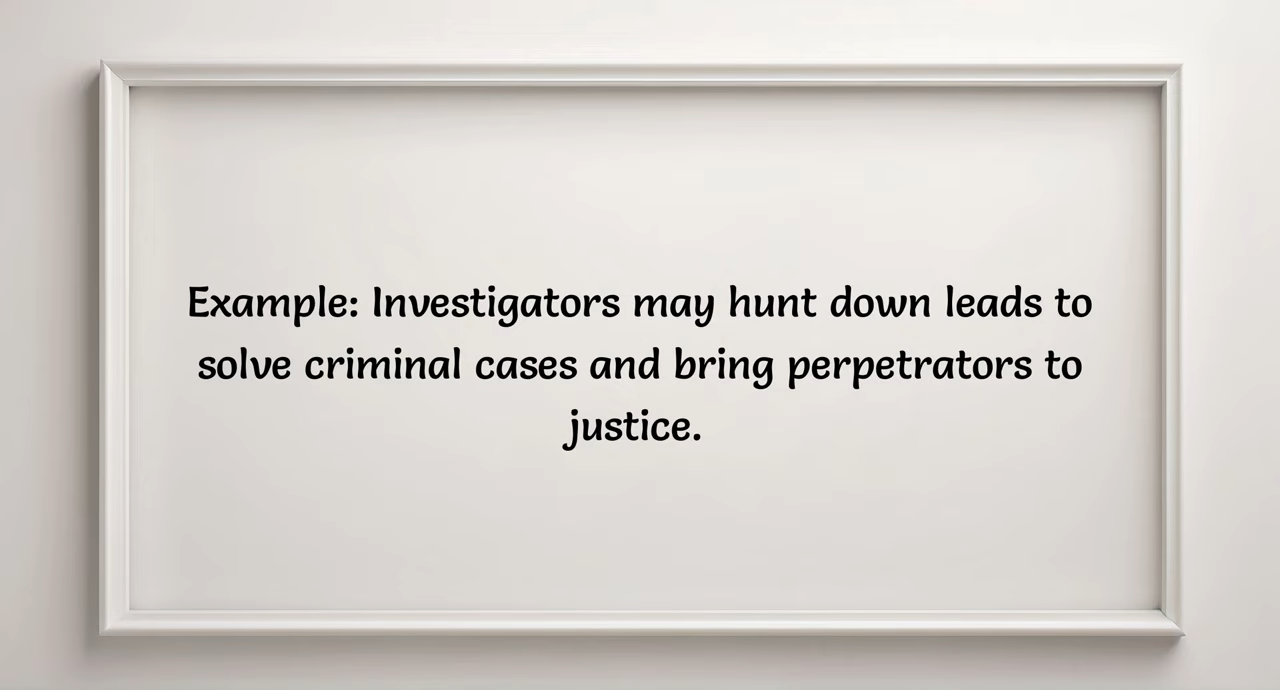 Example: Investigators may hunt down leads to
solve criminal cases and bring perpetrators to
justice.